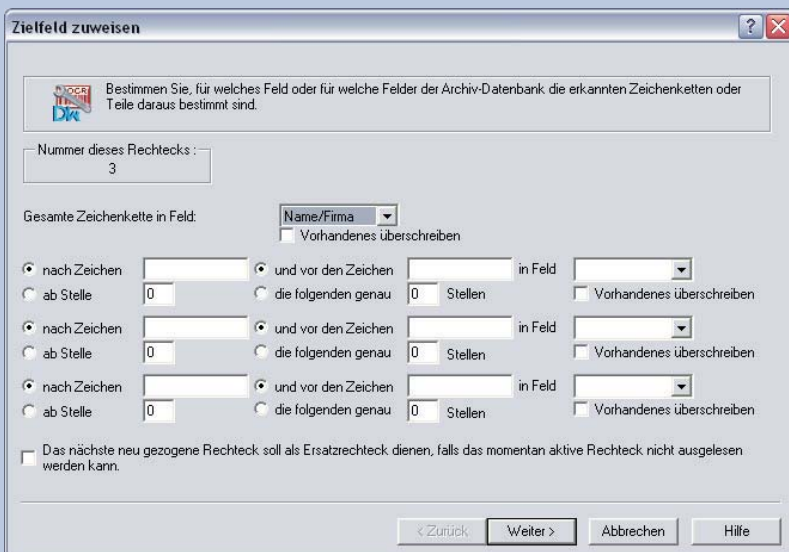 Zielfeld zuweisen
OCR
DW
Bestimmen Sie, für welches Feld oder für welche Felder der Archiv-Datenbank die erkannten Zeichenketten oder
Teile daraus bestimmt sind.
Nummer dieses Rechtecks :
3
Gesamte Zeichenkette in Feld: Name/Firma
Vorhandenes überschreiben
nach Zeichen und vor den Zeichen in Feld
ab Stelle 0 die folgenden genau 0 Stellen Vorhandenes überschreiben
nach Zeichen und vor den Zeichen in Feld
ab Stelle 0 die folgenden genau 0 Stellen Vorhandenes überschreiben
nach Zeichen und vor den Zeichen in Feld
ab Stelle 0 die folgenden genau 0 Stellen Vorhandenes überschreiben
Das nächste neu gezogene Rechteck soll als Ersatzrechteck dienen, falls das momentan aktive Rechteck nicht ausgelesen
werden kann.
< Zurück Weiter > Abbrechen Hilfe